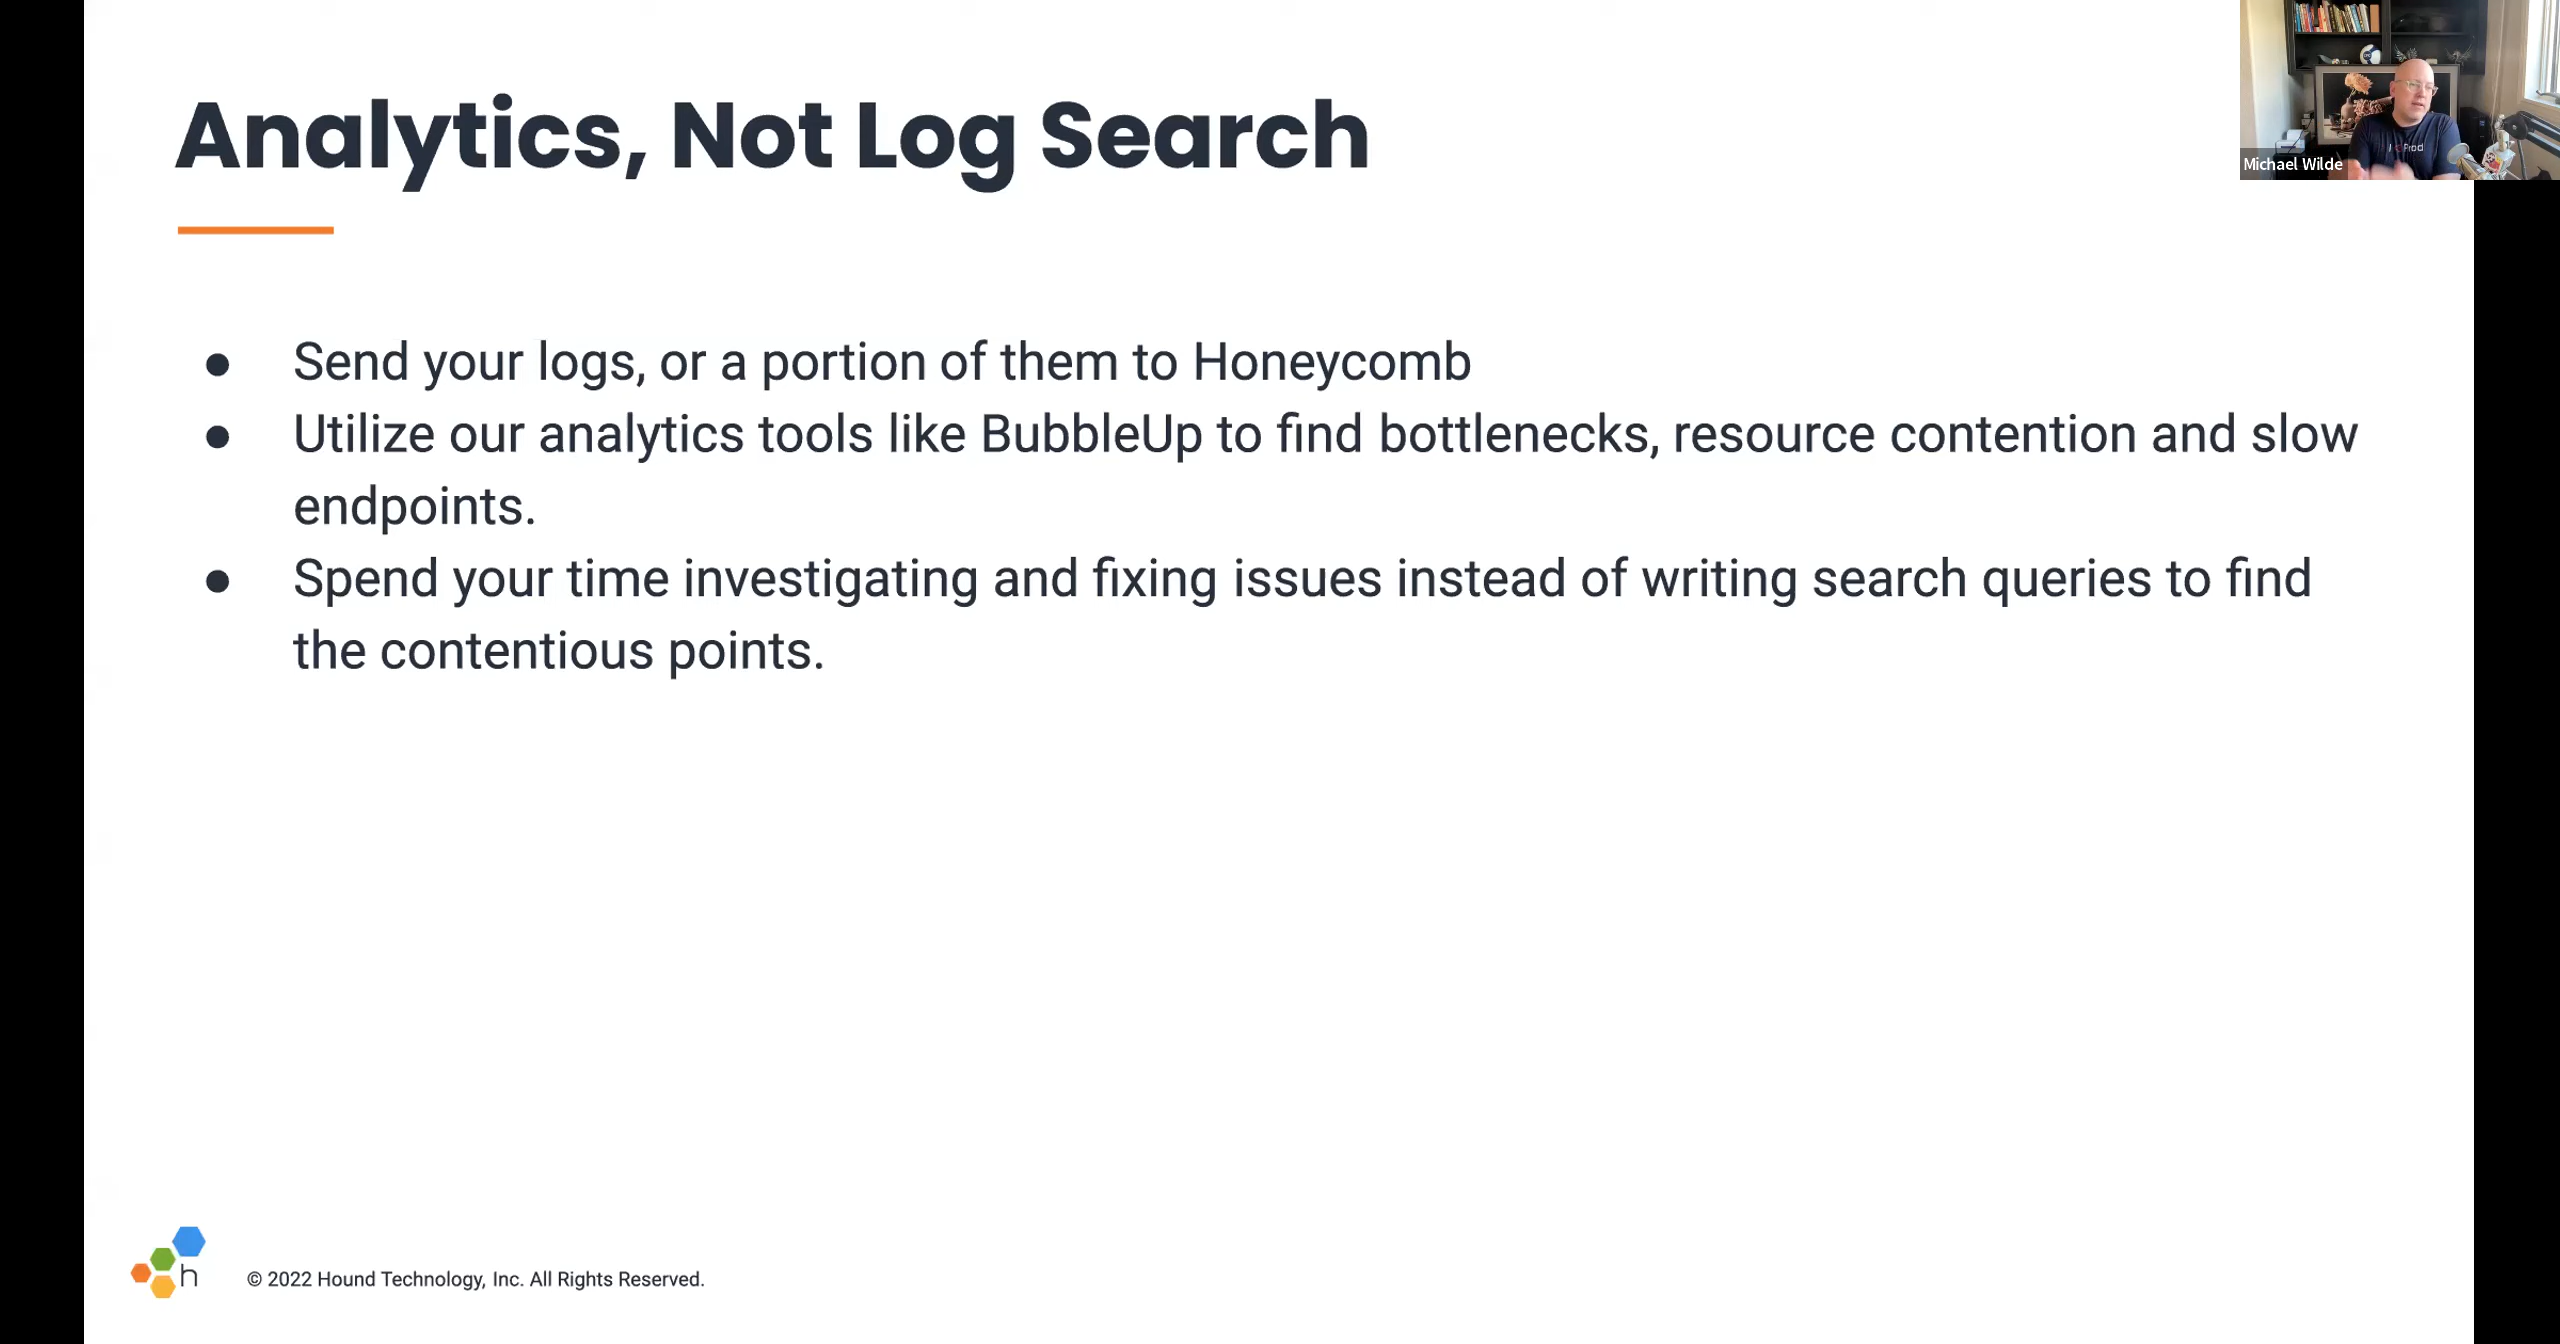 Analytics, Not Log Search
Michael Wilde
I Prod
● Send your logs, or a portion of them to Honeycomb
● Utilize our analytics tools like BubbleUp to find bottlenecks, resource contention and slow
endpoints.
● Spend your time investigating and fixing issues instead of writing search queries to find
the contentious points.
h
© 2022 Hound Technology, Inc. All Rights Reserved.